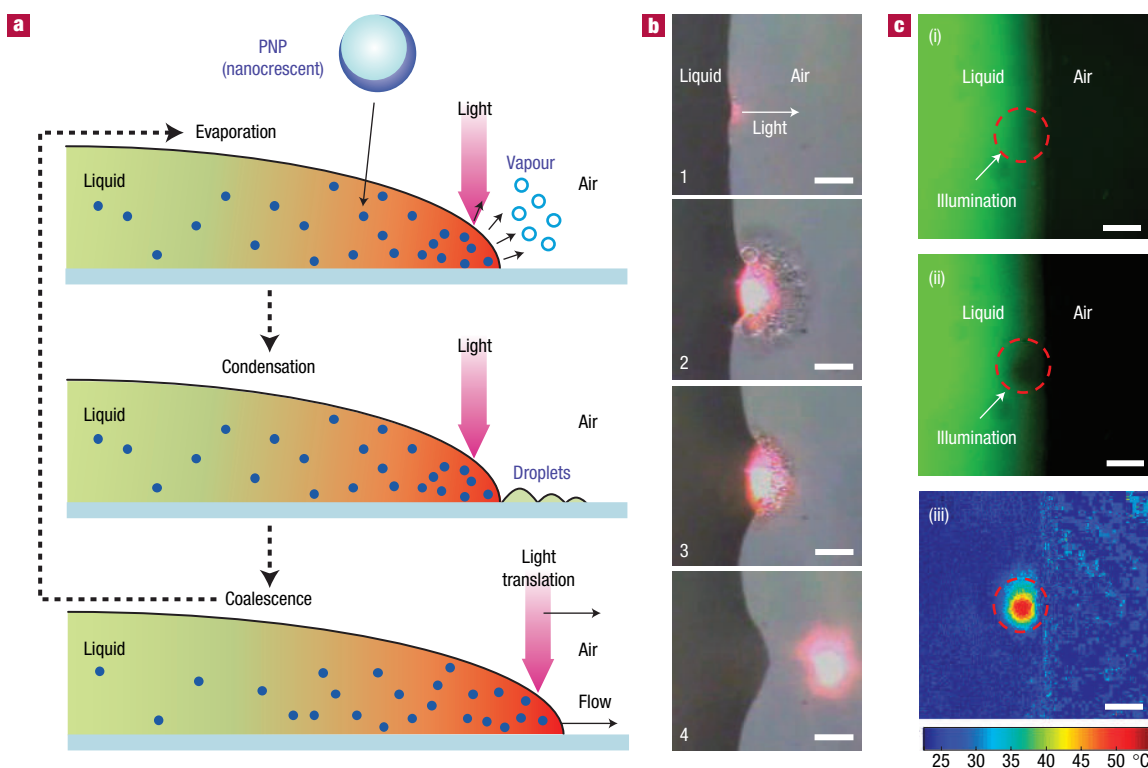 a
PNP
(nanocrescent)
Light
Evaporation
Vapour
Liquid
Air
Condensation
Light
Liquid
Air
Droplets
Light
translation
Coalescence
Liquid
Air
Flow
b
Liquid
Air
Light
1
2
3
4
c
(i)
Liquid
Air
Illumination
(ii)
Liquid
Air
Illumination
(iii)
25 30 35 40 45 50 °C